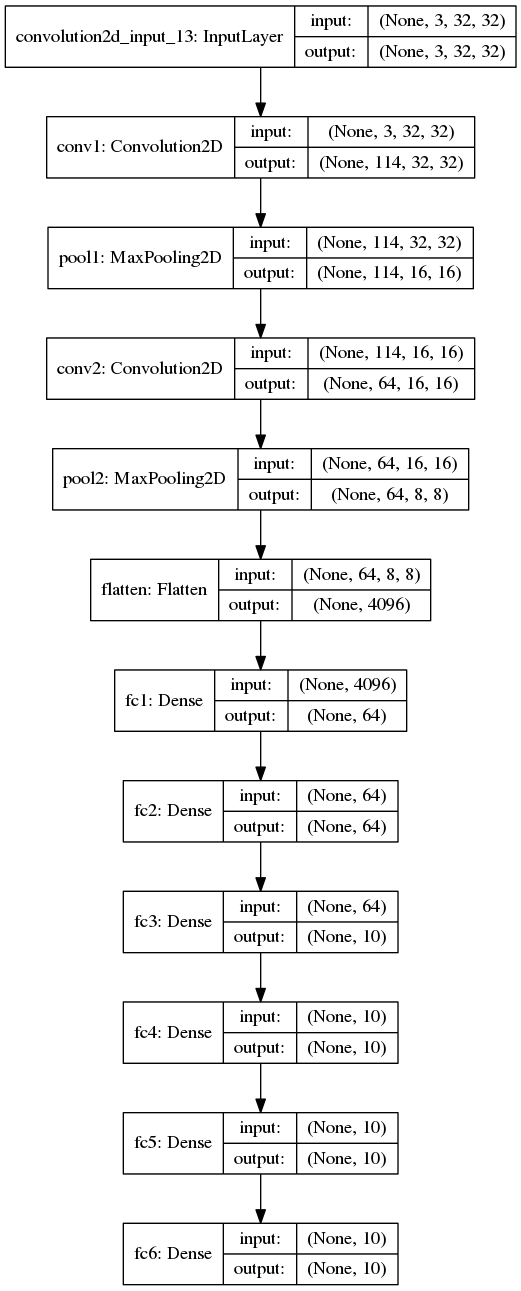 convolution2d_input_13: InputLayer
input: (None, 3, 32, 32)
output: (None, 3, 32, 32)
conv1: Convolution2D
input: (None, 3, 32, 32)
output: (None, 114, 32, 32)
pool1: MaxPooling2D
input: (None, 114, 32, 32)
output: (None, 114, 16, 16)
conv2: Convolution2D
input: (None, 114, 16, 16)
output: (None, 64, 16, 16)
pool2: MaxPooling2D
input: (None, 64, 16, 16)
output: (None, 64, 8, 8)
flatten: Flatten
input: (None, 64, 8, 8)
output: (None, 4096)
fc1: Dense
input: (None, 4096)
output: (None, 64)
fc2: Dense
input: (None, 64)
output: (None, 64)
fc3: Dense
input: (None, 64)
output: (None, 10)
fc4: Dense
input: (None, 10)
output: (None, 10)
fc5: Dense
input: (None, 10)
output: (None, 10)
fc6: Dense
input: (None, 10)
output: (None, 10)